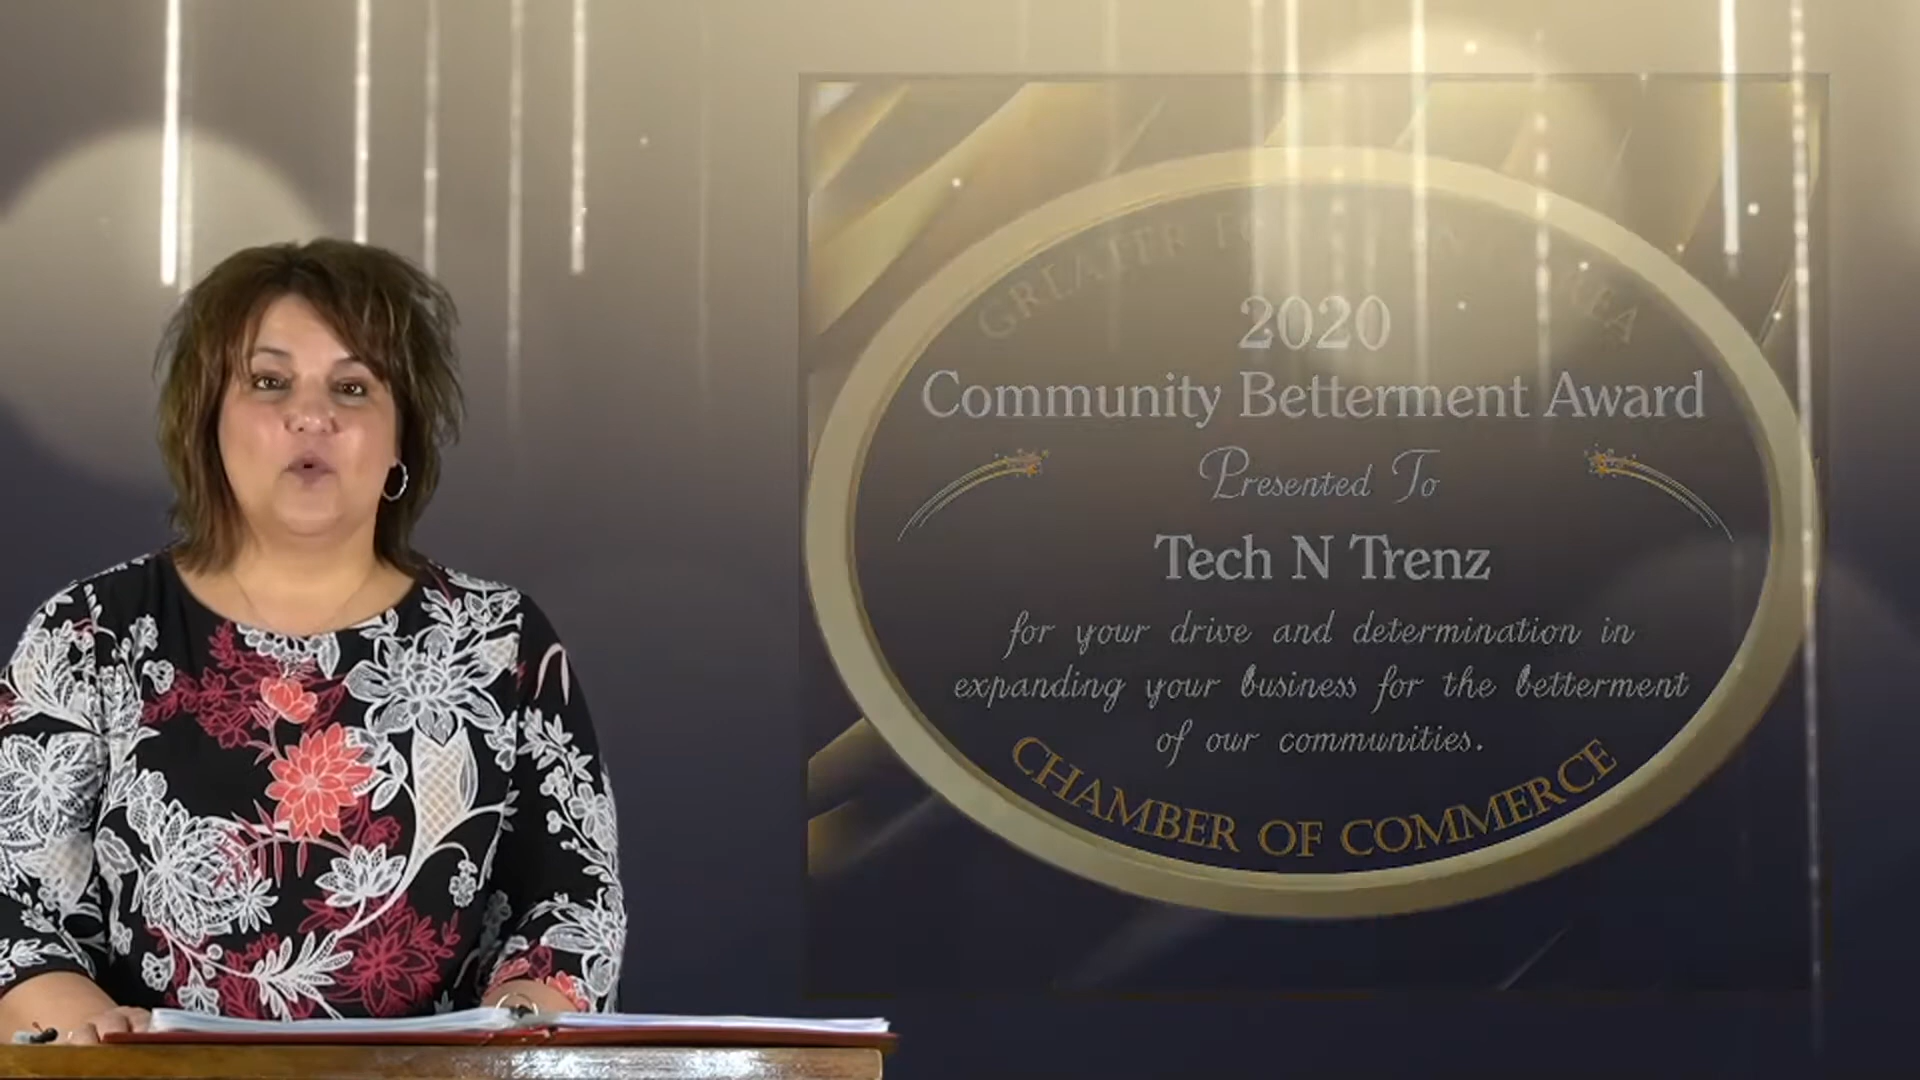 GREATER
2020
Community Betterment Award
Presented To
Tech N Trenz
for your drive and determination in
expanding your business for the betterment
of our communities.
CHAMBER OF COMMERCE